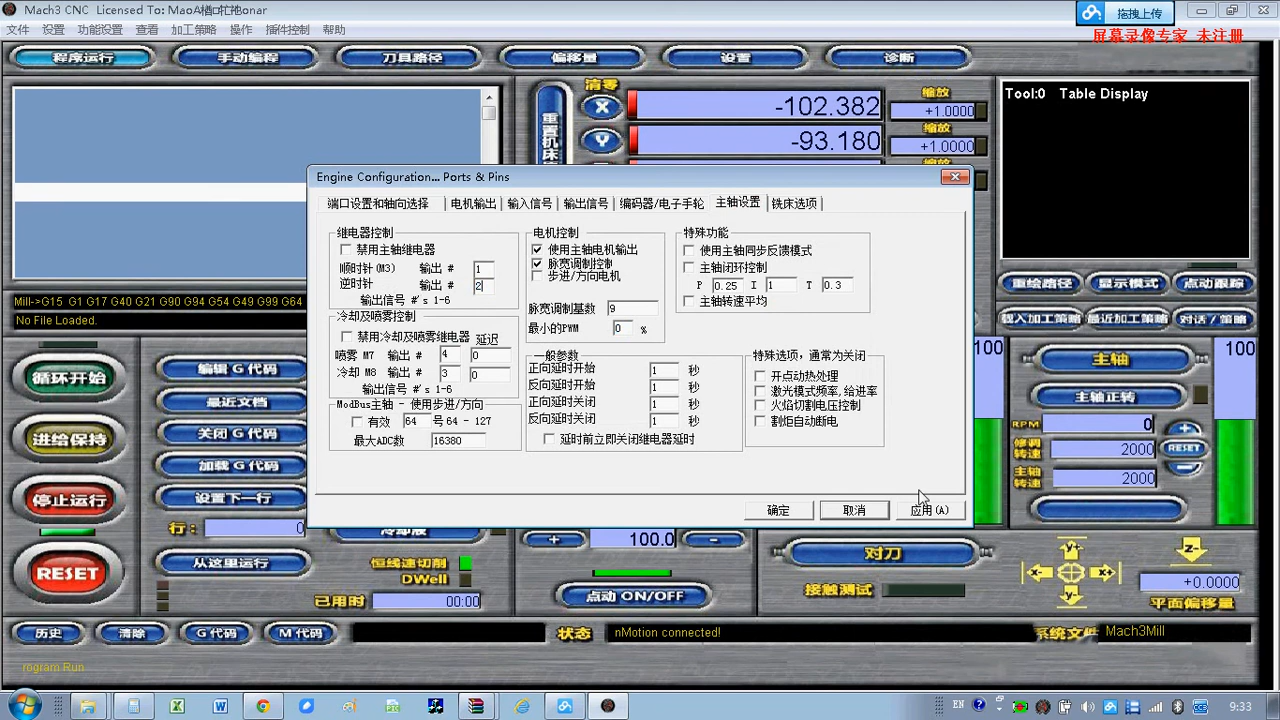 Mach3 CNC Licensed To: MaoA
拖拽上传
文件 设置 功能设置 查看 加工策略 操作 插件控制 帮助
屏幕录像专家 未注册
程序运行 手动编程 刀具路径 偏移量 设置 诊断
清零
缩放
X -102.382 +1.0000
Tool:0 Table Display
缩放
Y -93.180 +1.0000
缩放
Engine Configuration... Ports & Pins
端口设置和轴向选择 电机输出 输入信号 输出信号 编码器/电子手轮 主轴设置 铣床选项
继电器控制
禁用主轴继电器
顺时针(M3) 输出 # 1
逆时针 输出 # 2
输出信号 #'s 1-6
冷却及喷雾控制
禁用冷却及喷雾继电器 延迟
喷雾 M7 输出 # 4 0
冷却 M8 输出 # 3 0
输出信号 #'s 1-6
ModBus主轴 - 使用步进/方向
有效 64 号64 - 127
最大ADC数 16380
电机控制
使用主轴电机输出
脉宽调制控制
步进/方向电机
脉宽调制基数 9
最小的PWM 0 %
特殊功能
使用主轴同步反馈模式
主轴闭环控制
P 0.25 I 1 T 0.3
主轴转速平均
一般参数
正向延时开始 1 秒
反向延时开始 1 秒
正向延时关闭 1 秒
反向延时关闭 1 秒
延时前立即关闭继电器延时
特殊选项，通常为关闭
开点动热处理
激光模式频率,给进率
火焰切割电压控制
割炬自动断电
确定 取消 应用(A)
Mill->G15 G1 G17 G40 G21 G90 G94 G54 G49 G99 G64
No File Loaded.
重绘路径 显示模式 点动跟踪
载入加工策略 最近加工策略 对话/策略
循环开始
进给保持
停止运行
RESET
编辑 G 代码
最近文档
关闭 G 代码
加载 G 代码
设置下一行
行: 0
从这里运行
100
主轴
100
主轴正转
RPM 0
修调转速 2000 RESET
主轴转速 2000
冷却液
恒线速切削
DWell
已用时 00:00
+ 100.0 -
点动 ON/OFF
对刀
接触测试
Y+
X- X+
Y-
Z-
+0.0000
平面偏移量
历史 清除 G代码 M代码
状态 nMotion connected!
Mach3Mill
rogram Run
EN
9:33